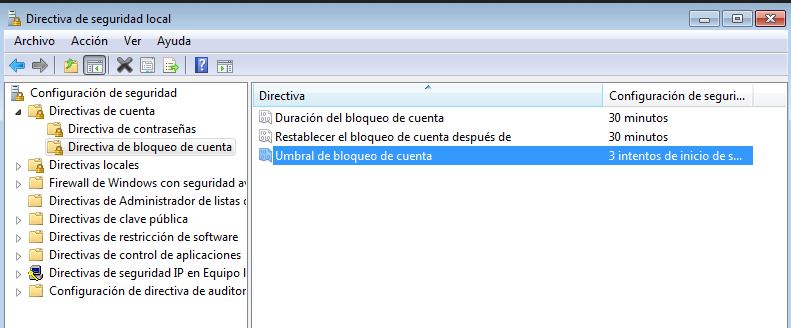 Directiva de seguridad local
Archivo Acción Ver Ayuda
Configuración de seguridad
Directivas de cuenta
Directiva de contraseñas
Directiva de bloqueo de cuenta
Directivas locales
Firewall de Windows con seguridad av
Directivas de Administrador de listas d
Directivas de clave pública
Directivas de restricción de software
Directivas de control de aplicaciones
Directivas de seguridad IP en Equipo l
Configuración de directiva de auditor
Directiva Configuración de seguri...
Duración del bloqueo de cuenta 30 minutos
Restablecer el bloqueo de cuenta después de 30 minutos
Umbral de bloqueo de cuenta 3 intentos de inicio de s...